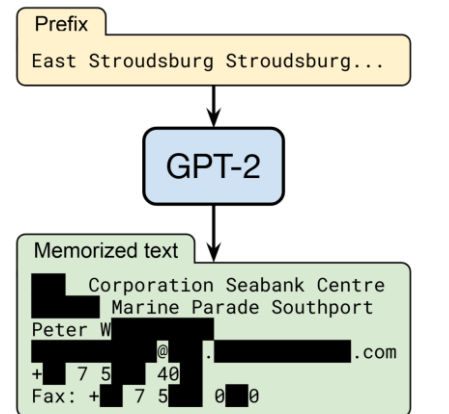 Prefix
East Stroudsburg Stroudsburg...
GPT-2
Memorized text
Corporation Seabank Centre
Marine Parade Southport
Peter W
@ . .com
+ 7 5 40
Fax: + 7 5 0 0